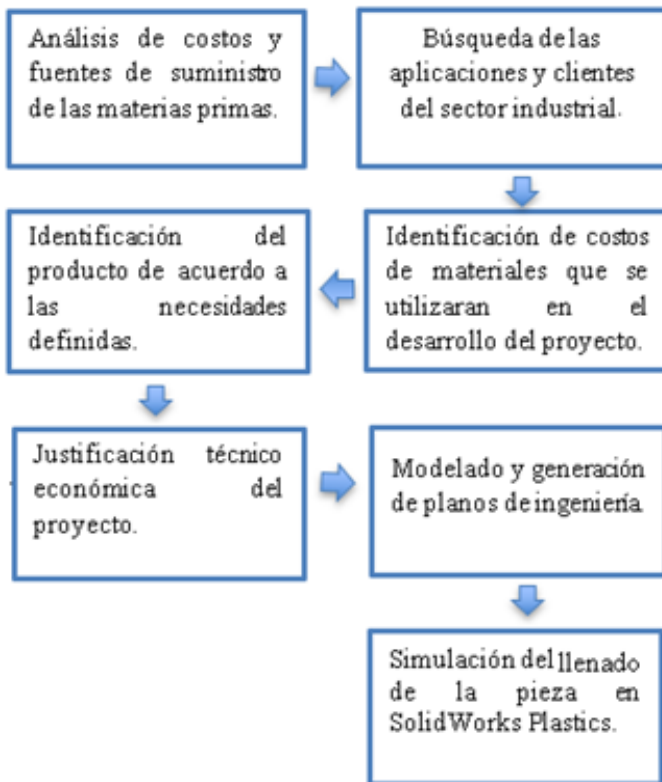 Análisis de costos y
fuentes de suministro
de las materias primas.
Búsqueda de las
aplicaciones y clientes
del sector industrial.
Identificación de costos
de materiales que se
utilizaran en el
desarrollo del proyecto.
Identificación del
producto de acuerdo a
las necesidades
definidas.
Justificación técnico
económica del
proyecto.
Modelado y generación
de planos de ingeniería
Simulación del llenado
de la pieza en
SolidWorks Plastics.